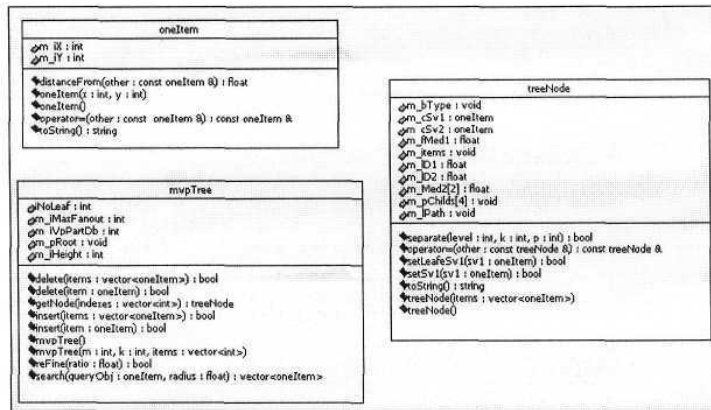 oneItem
m_iX : int
m_iY : int
distanceFrom(other : const oneItem &) : float
oneItem(x : int, y : int)
oneItem()
operator=(other : const oneItem &) : const oneItem &
toString() : string
mvpTree
iNoLeaf : int
m_iMaxFanout : int
m_iVpPartDb : int
m_pRoot : void
m_iHeight : int
delete(items : vector<oneItem>) : bool
delete(item : oneItem) : bool
getNode(indexes : vector<int>) : treeNode
insert(items : vector<oneItem>) : bool
insert(item : oneItem) : bool
mvpTree()
mvpTree(m : int, k : int, items : vector<int>)
reFine(ratio : float) : bool
search(queryObj : oneItem, radius : float) : vector<oneItem>
treeNode
m_bType : void
m_cSv1 : oneItem
m_cSv2 : oneItem
m_fMed1 : float
m_items : void
m_lD1 : float
m_lD2 : float
m_Med2[2] : float
m_pChilds[4] : void
m_lPath : void
separate(level : int, k : int, p : int) : bool
operator=(other : const treeNode &) : const treeNode &
setLeafeSv1(sv1 : oneItem) : bool
setSv1(sv1 : oneItem) : bool
toString() : string
treeNode(items : vector<oneItem>)
treeNode()